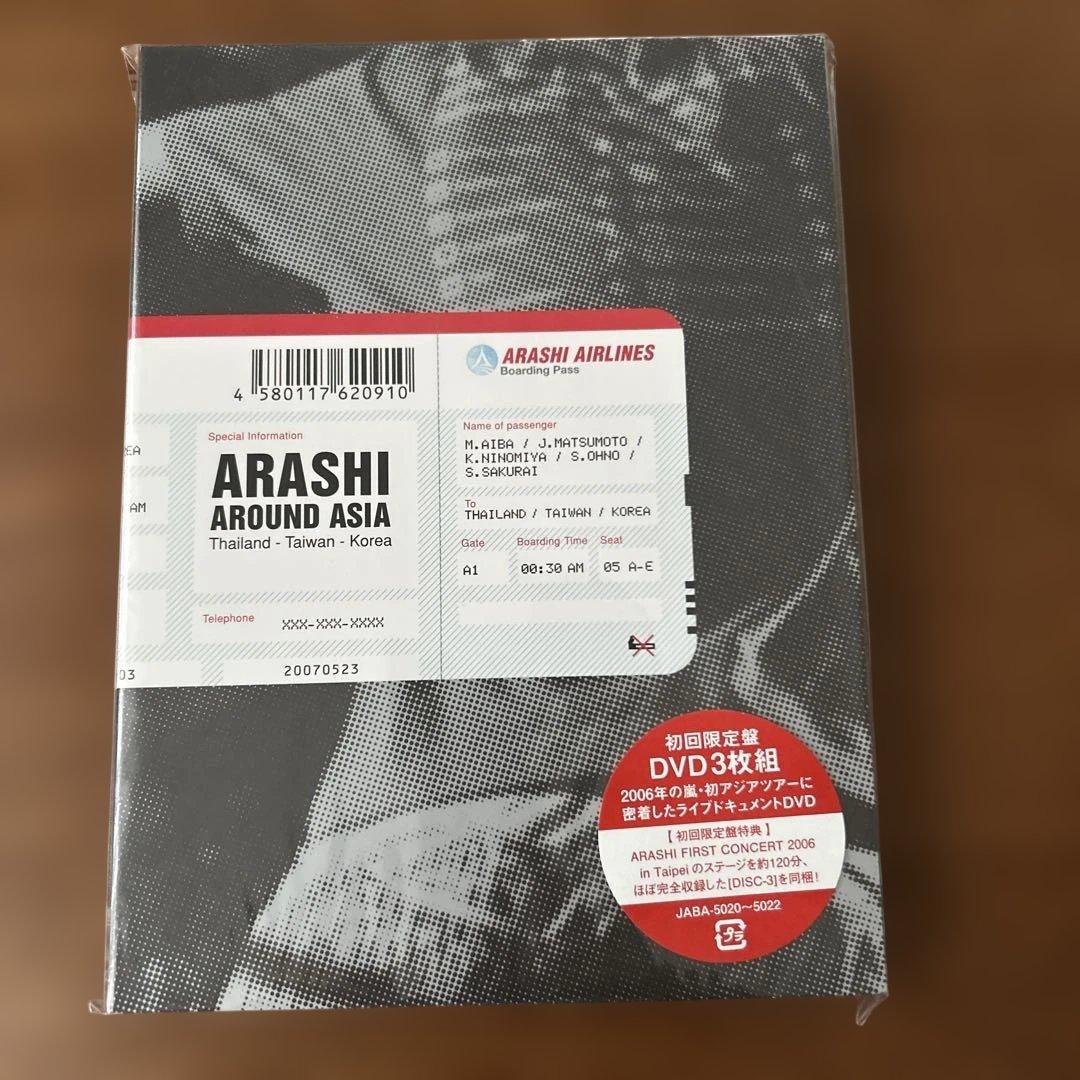 4 580117 620910
ARASHI AIRLINES
Boarding Pass
Special Information
ARASHI
AROUND ASIA
Thailand - Taiwan - Korea
Name of passenger
M.AIBA / J.MATSUMOTO /
K.NINOMIYA / S.OHNO /
S.SAKURAI
To
THAILAND / TAIWAN / KOREA
Gate Boarding Time Seat
A1 00:30 AM 05 A-E
EA
AM
Telephone
XXX-XXX-XXXX
03
20070523
初回限定盤
DVD3枚組
2006年の嵐・初アジアツアーに
密着したライブドキュメントDVD
【 初回限定盤特典 】
ARASHI FIRST CONCERT 2006
in Taipei のステージを約120分、
ほぼ完全収録した[DISC-3]を同梱!
JABA-5020〜5022
プラ